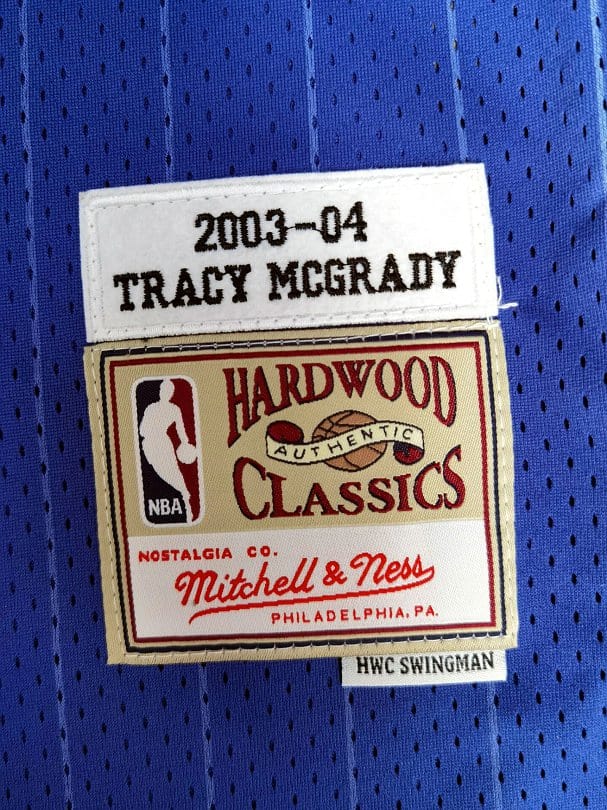 2003-04
TRACY MCGRADY
HARDWOOD
AUTHENTIC
CLASSICS
NBA
NOSTALGIA CO.
Mitchell & Ness
PHILADELPHIA, PA.
HWC SWINGMAN